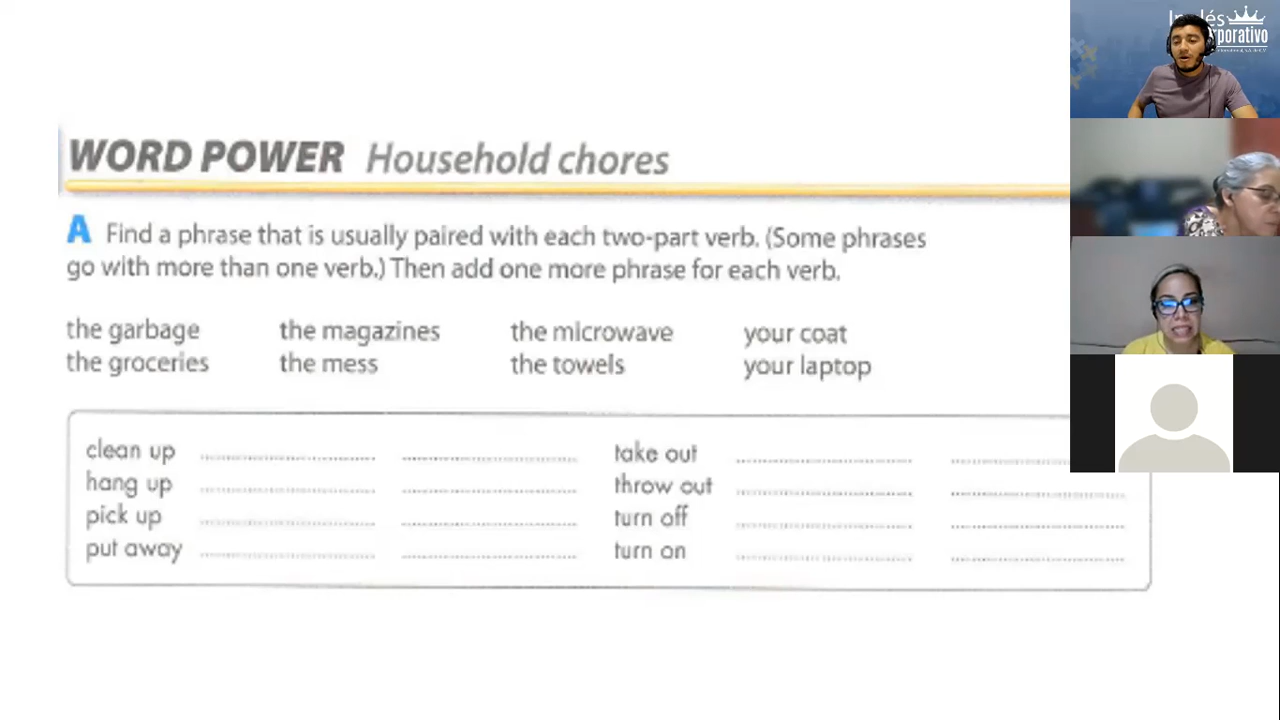 WORD POWER Household chores
A Find a phrase that is usually paired with each two-part verb. (Some phrases
go with more than one verb.) Then add one more phrase for each verb.
the garbage the magazines the microwave your coat
the groceries the mess the towels your laptop
clean up take out
hang up throw out
pick up turn off
put away turn on